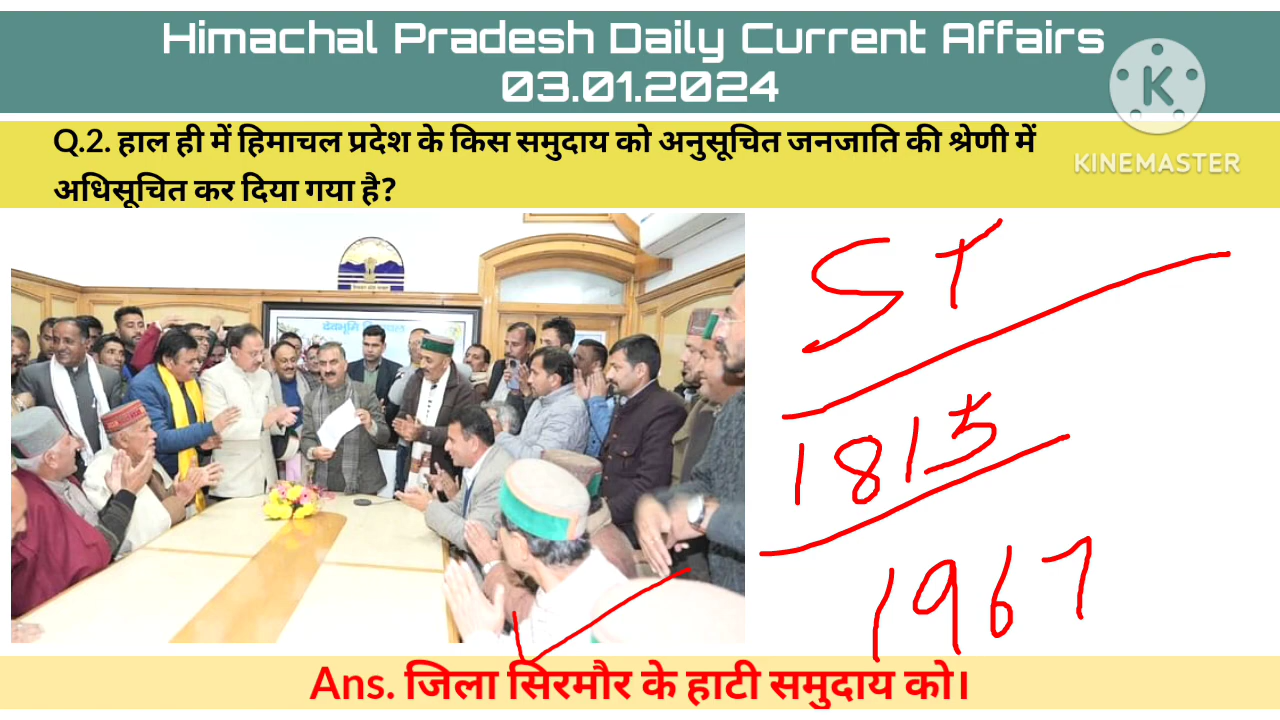 Himachal Pradesh Daily Current Affairs
03.01.2024
KINEMASTER
Q.2. हाल ही में हिमाचल प्रदेश के किस समुदाय को अनुसूचित जनजाति की श्रेणी में
अधिसूचित कर दिया गया है?
ST
1815
1967
Ans. जिला सिरमौर के हाटी समुदाय को।